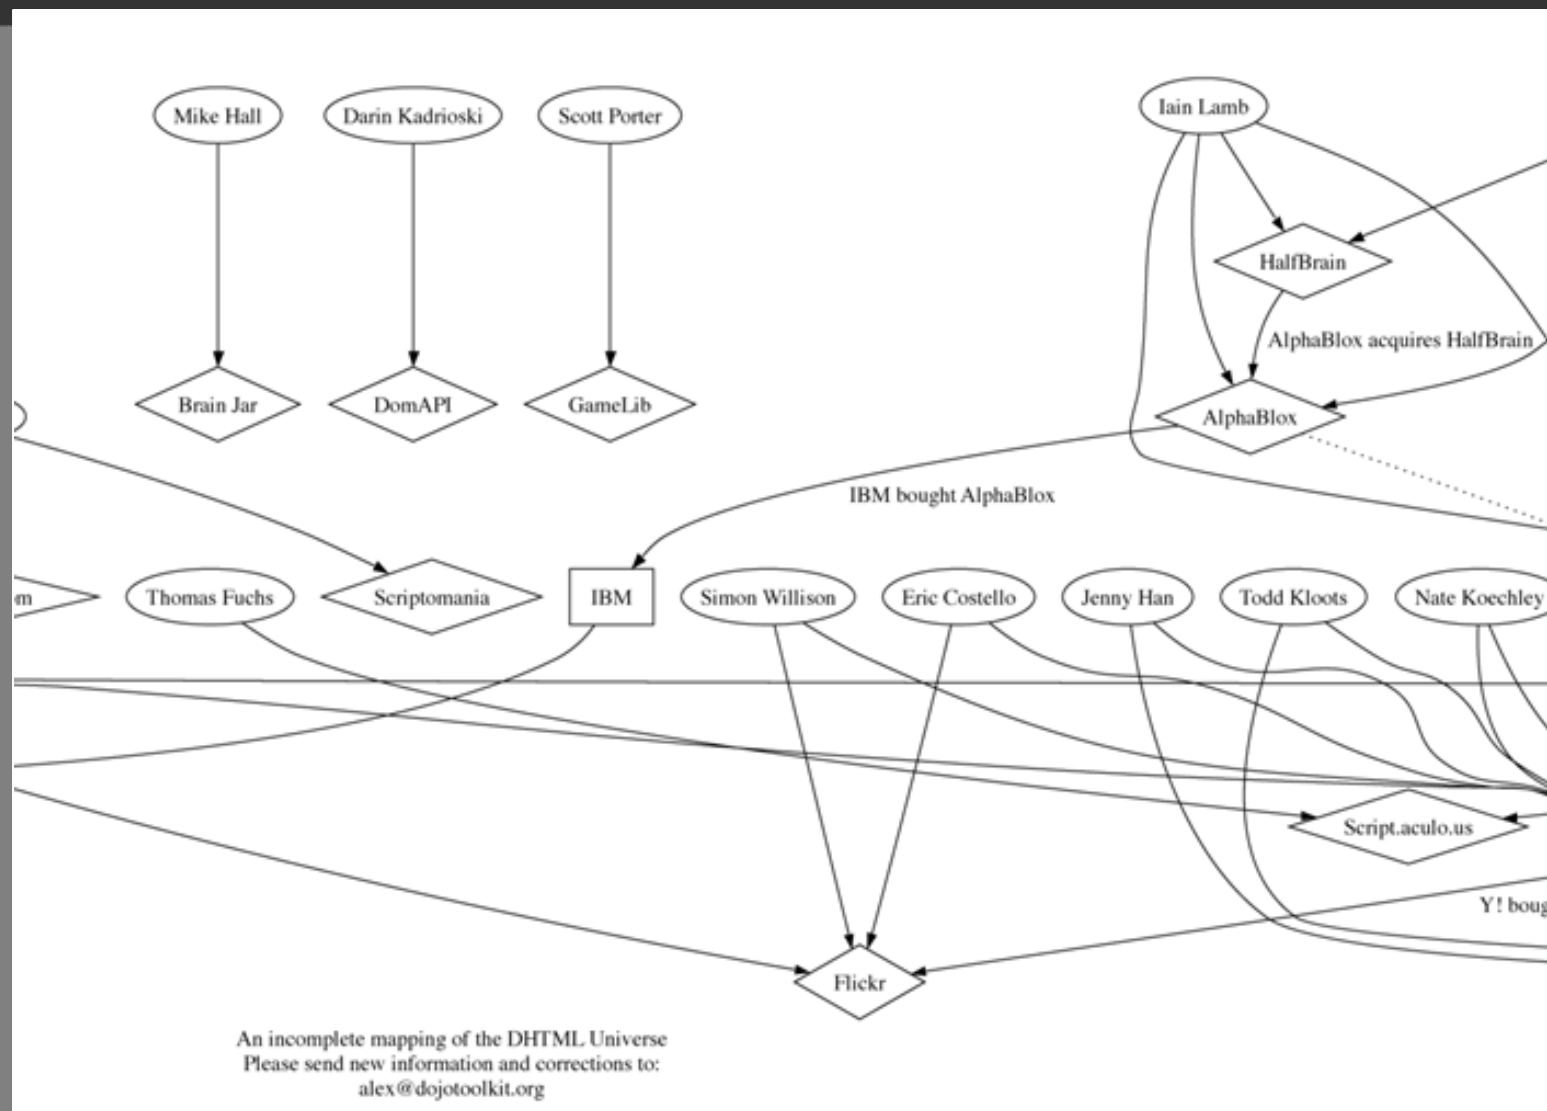 Iain Lamb
Mike Hall
Darin Kadrioski
Scott Porter
HalfBrain
AlphaBlox acquires HalfBrain
Brain Jar
DomAPI
GameLib
AlphaBlox
IBM bought AlphaBlox
om
Thomas Fuchs
Scriptomania
IBM
Simon Willison
Eric Costello
Jenny Han
Todd Kloots
Nate Koechley
Script.aculo.us
Y! boug
Flickr
An incomplete mapping of the DHTML Universe
Please send new information and corrections to:
alex@dojotoolkit.org